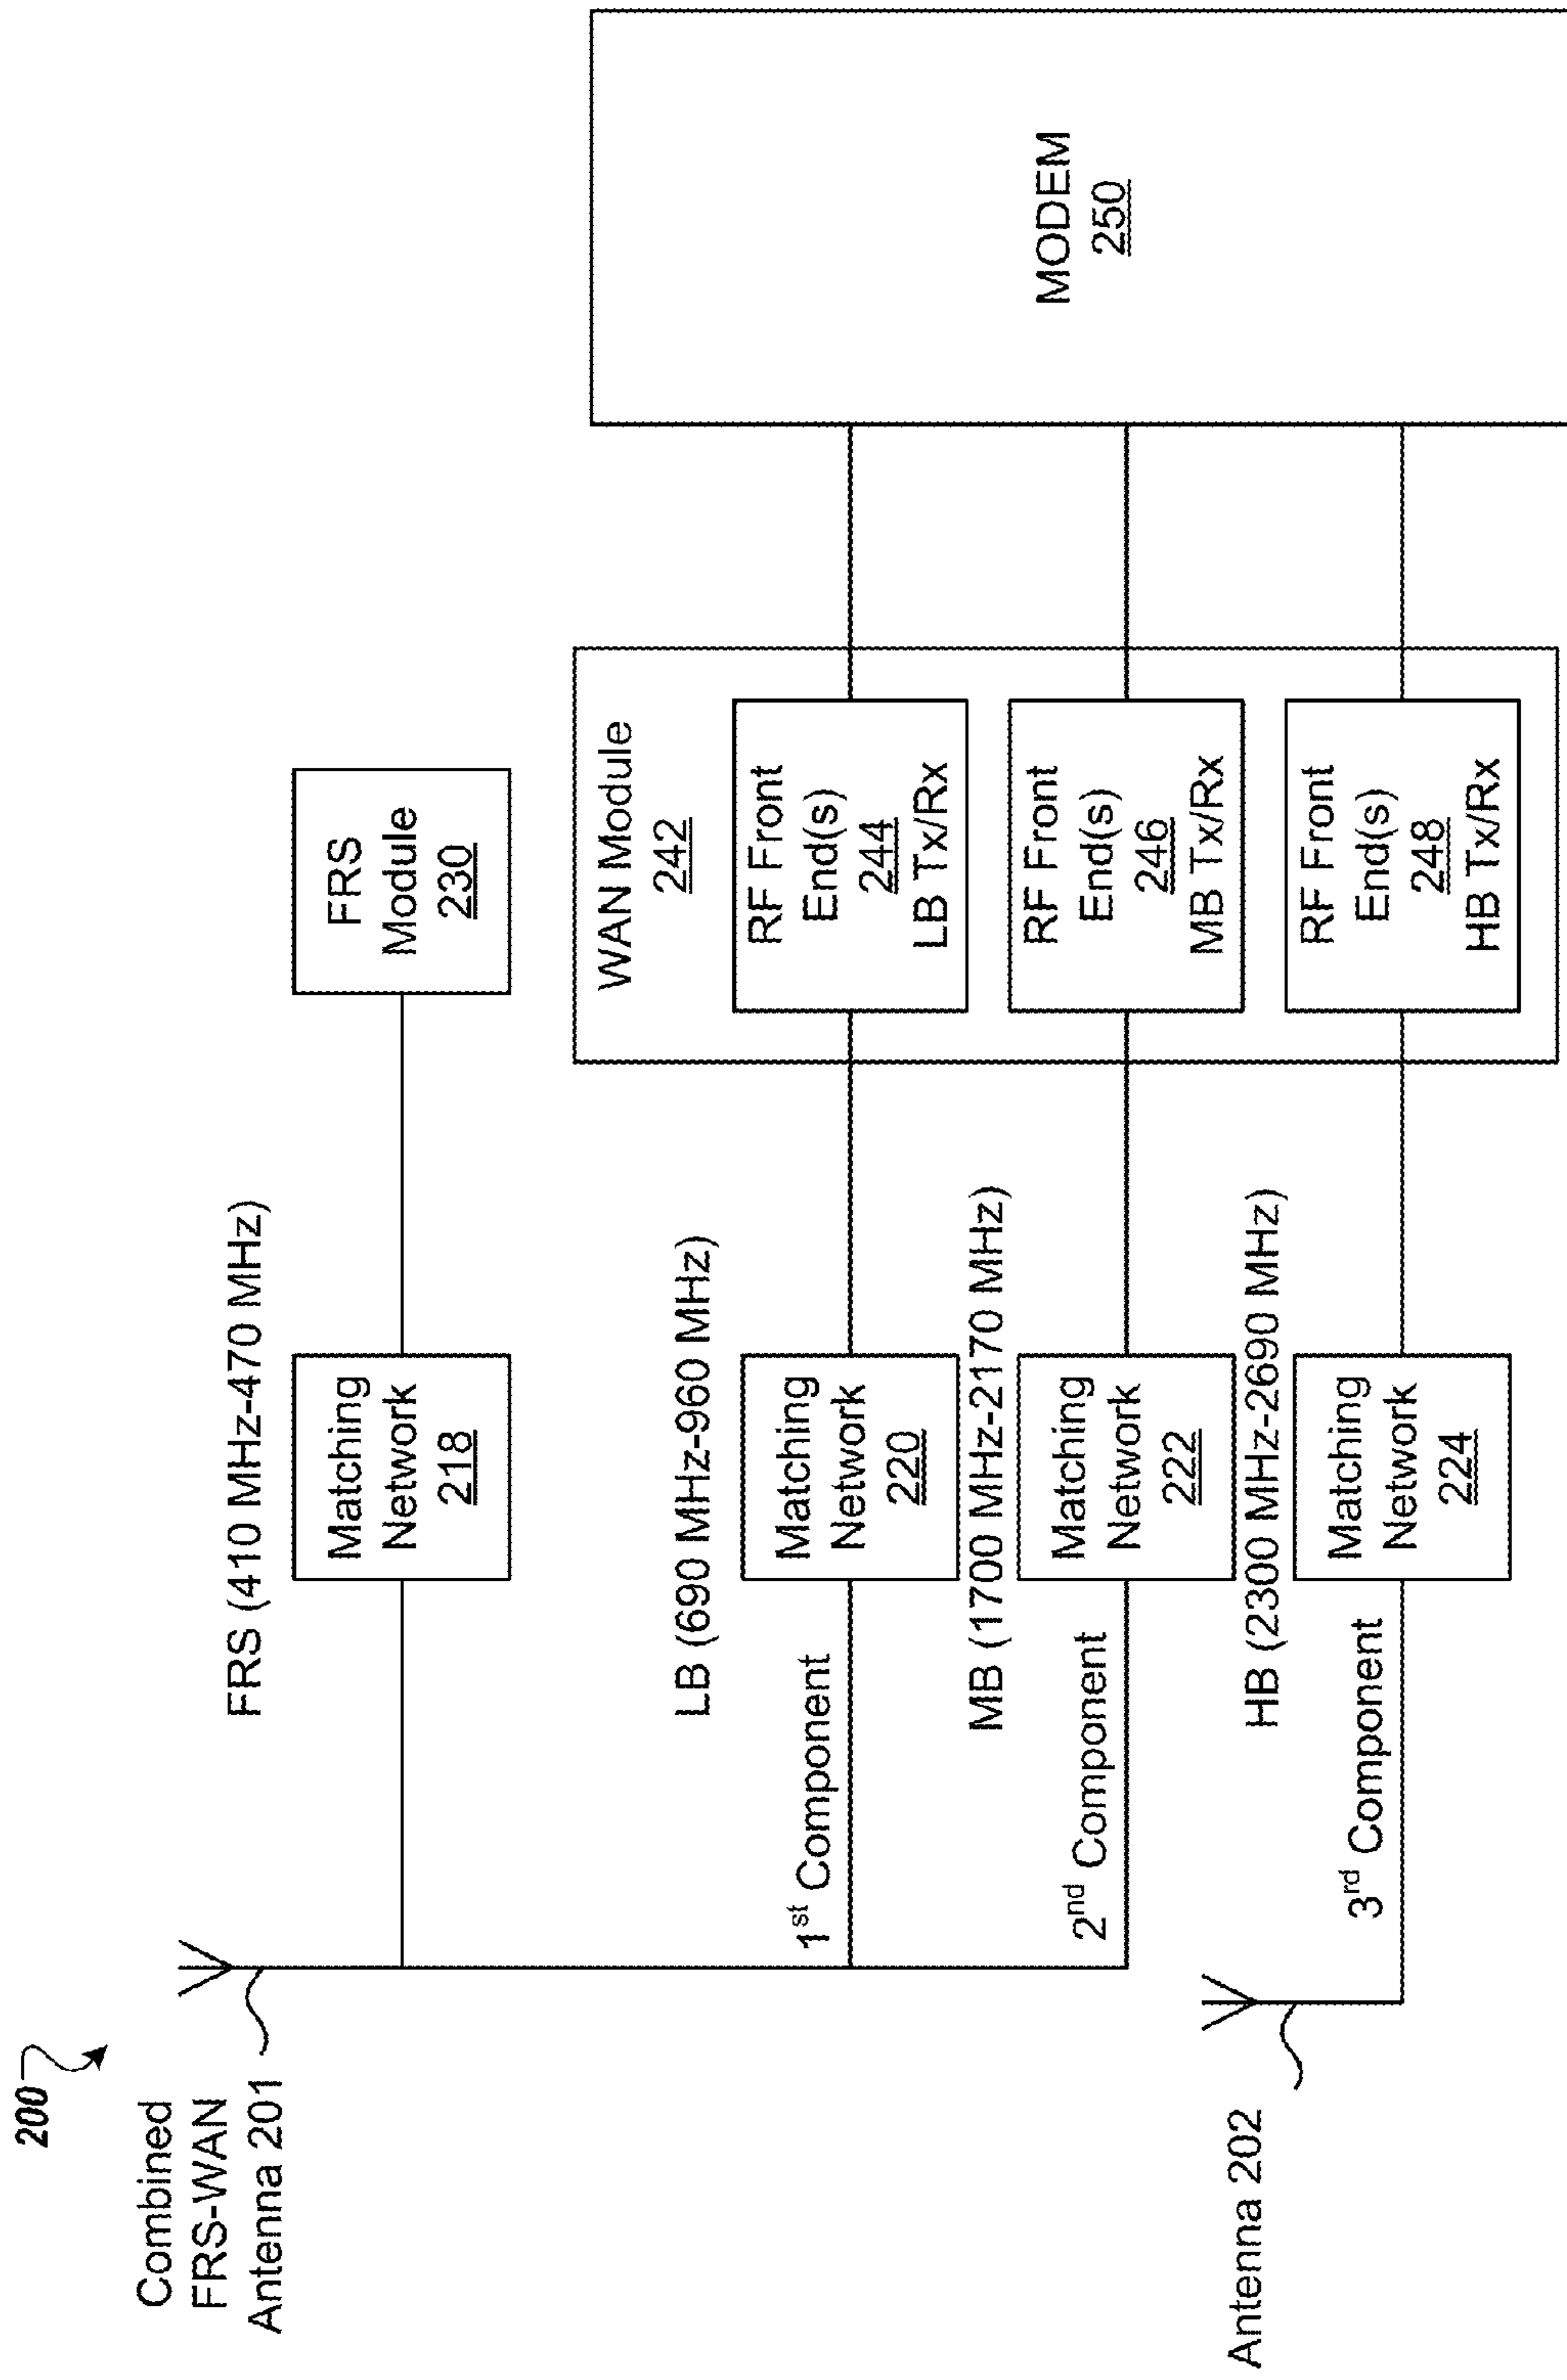 200
Combined
FRS-WAN
Antenna 201
FRS (410 MHz-470 MHz)
Matching
Network
218
FRS
Module
230
1st Component
LB (690 MHz-960 MHz)
Matching
Network
220
WAN Module
242
RF Front
End(s)
244
LB Tx/Rx
2nd Component
MB (1700 MHz-2170 MHz)
Matching
Network
222
RF Front
End(s)
246
MB Tx/Rx
Antenna 202
3rd Component
HB (2300 MHz-2690 MHz)
Matching
Network
224
RF Front
End(s)
248
HB Tx/Rx
MODEM
250